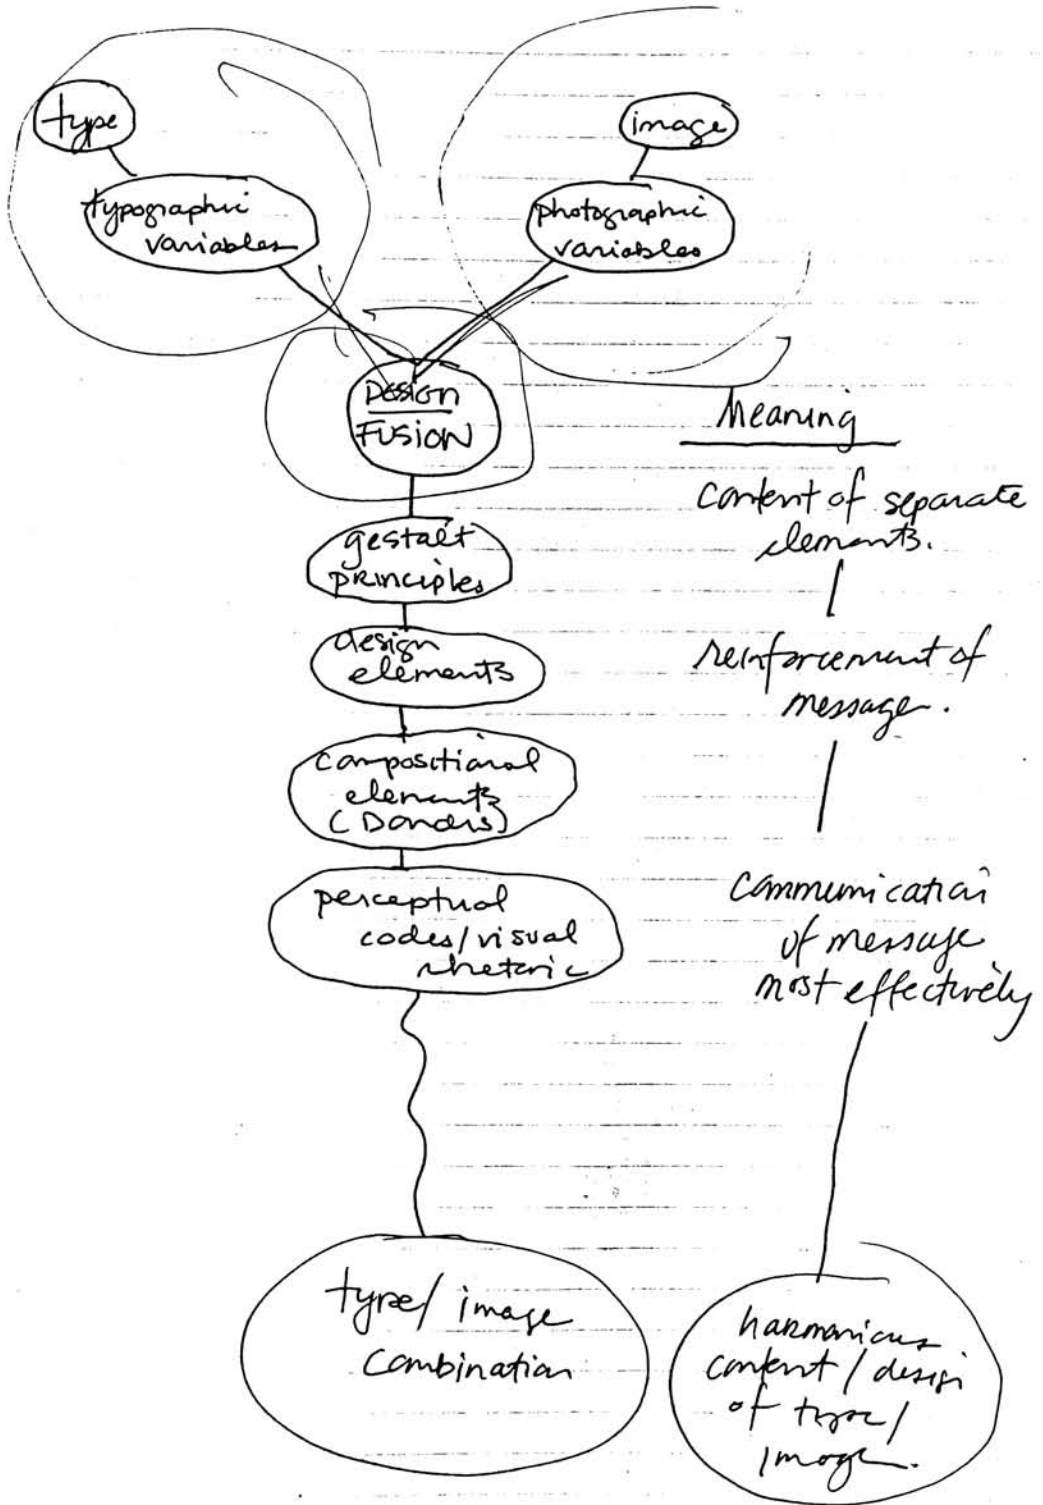 type
image
typographic
variables
photographic
variables
Design
FUSION
gestalt
principles
design
elements
compositional
elements
(Dondis)
perceptual
codes/visual
rhetoric
type/image
combination
Meaning
content of separate
elements.
reinforcement of
message.
communication
of message
most effectively
harmonious
content/design
of type/
image.